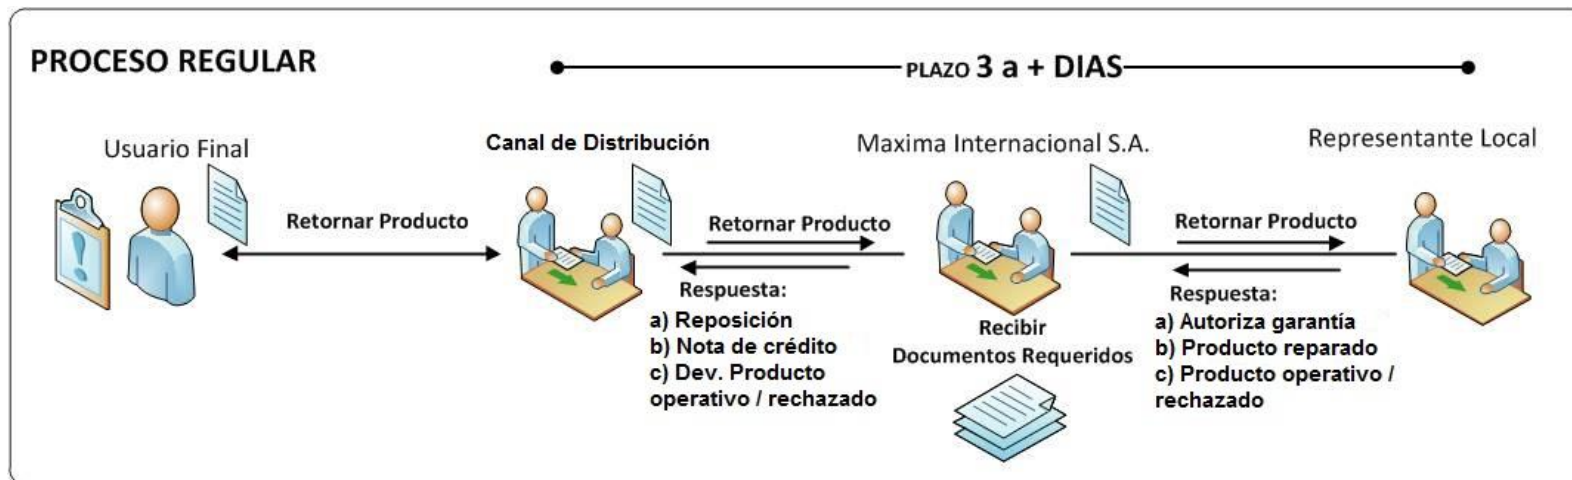 PROCESO REGULAR
PLAZO 3 a + DIAS
Usuario Final
Retornar Producto
Canal de Distribución
Retornar Producto
Respuesta:
a) Reposición
b) Nota de crédito
c) Dev. Producto
operativo / rechazado
Maxima Internacional S.A.
Recibir
Documentos Requeridos
Retornar Producto
Respuesta:
a) Autoriza garantía
b) Producto reparado
c) Producto operativo /
rechazado
Representante Local